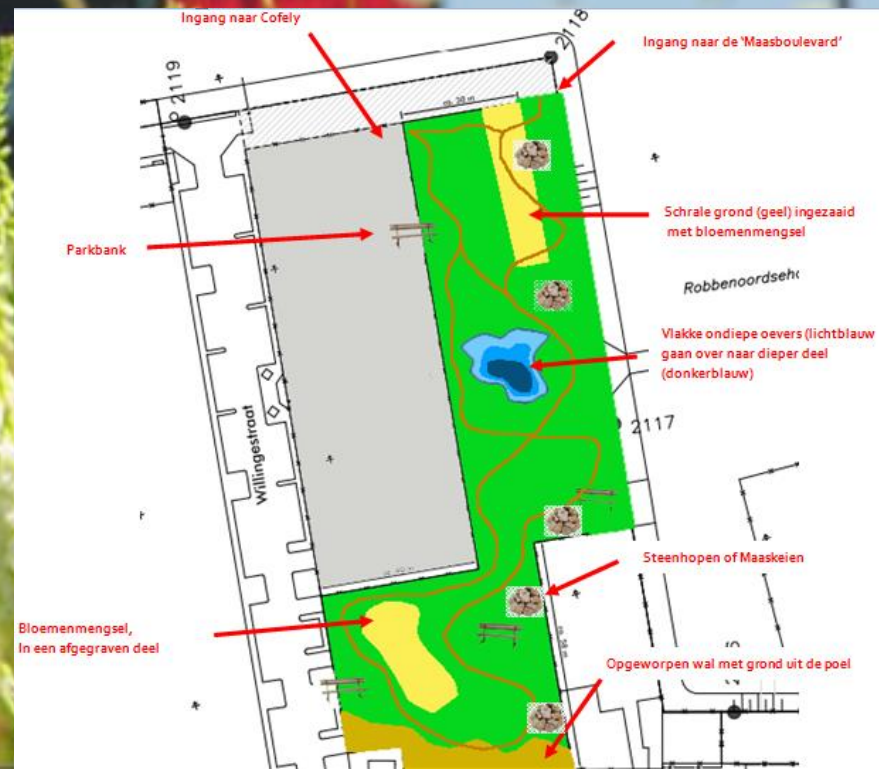 Ingang naar Cofely
2118
Ingang naar de 'Maasboulevard'
2119
Schrale grond (geel) ingezaaid
met bloemenmengsel
Parkbank
Robbenoordseho
Vlakke ondiepe oevers (lichtblauw
gaan over naar dieper deel
(donkerblauw)
2117
Willingestraat
Steenhopen of Maaskeien
Bloemenmengsel,
In een afgegraven deel
Opgeworpen wal met grond uit de poel